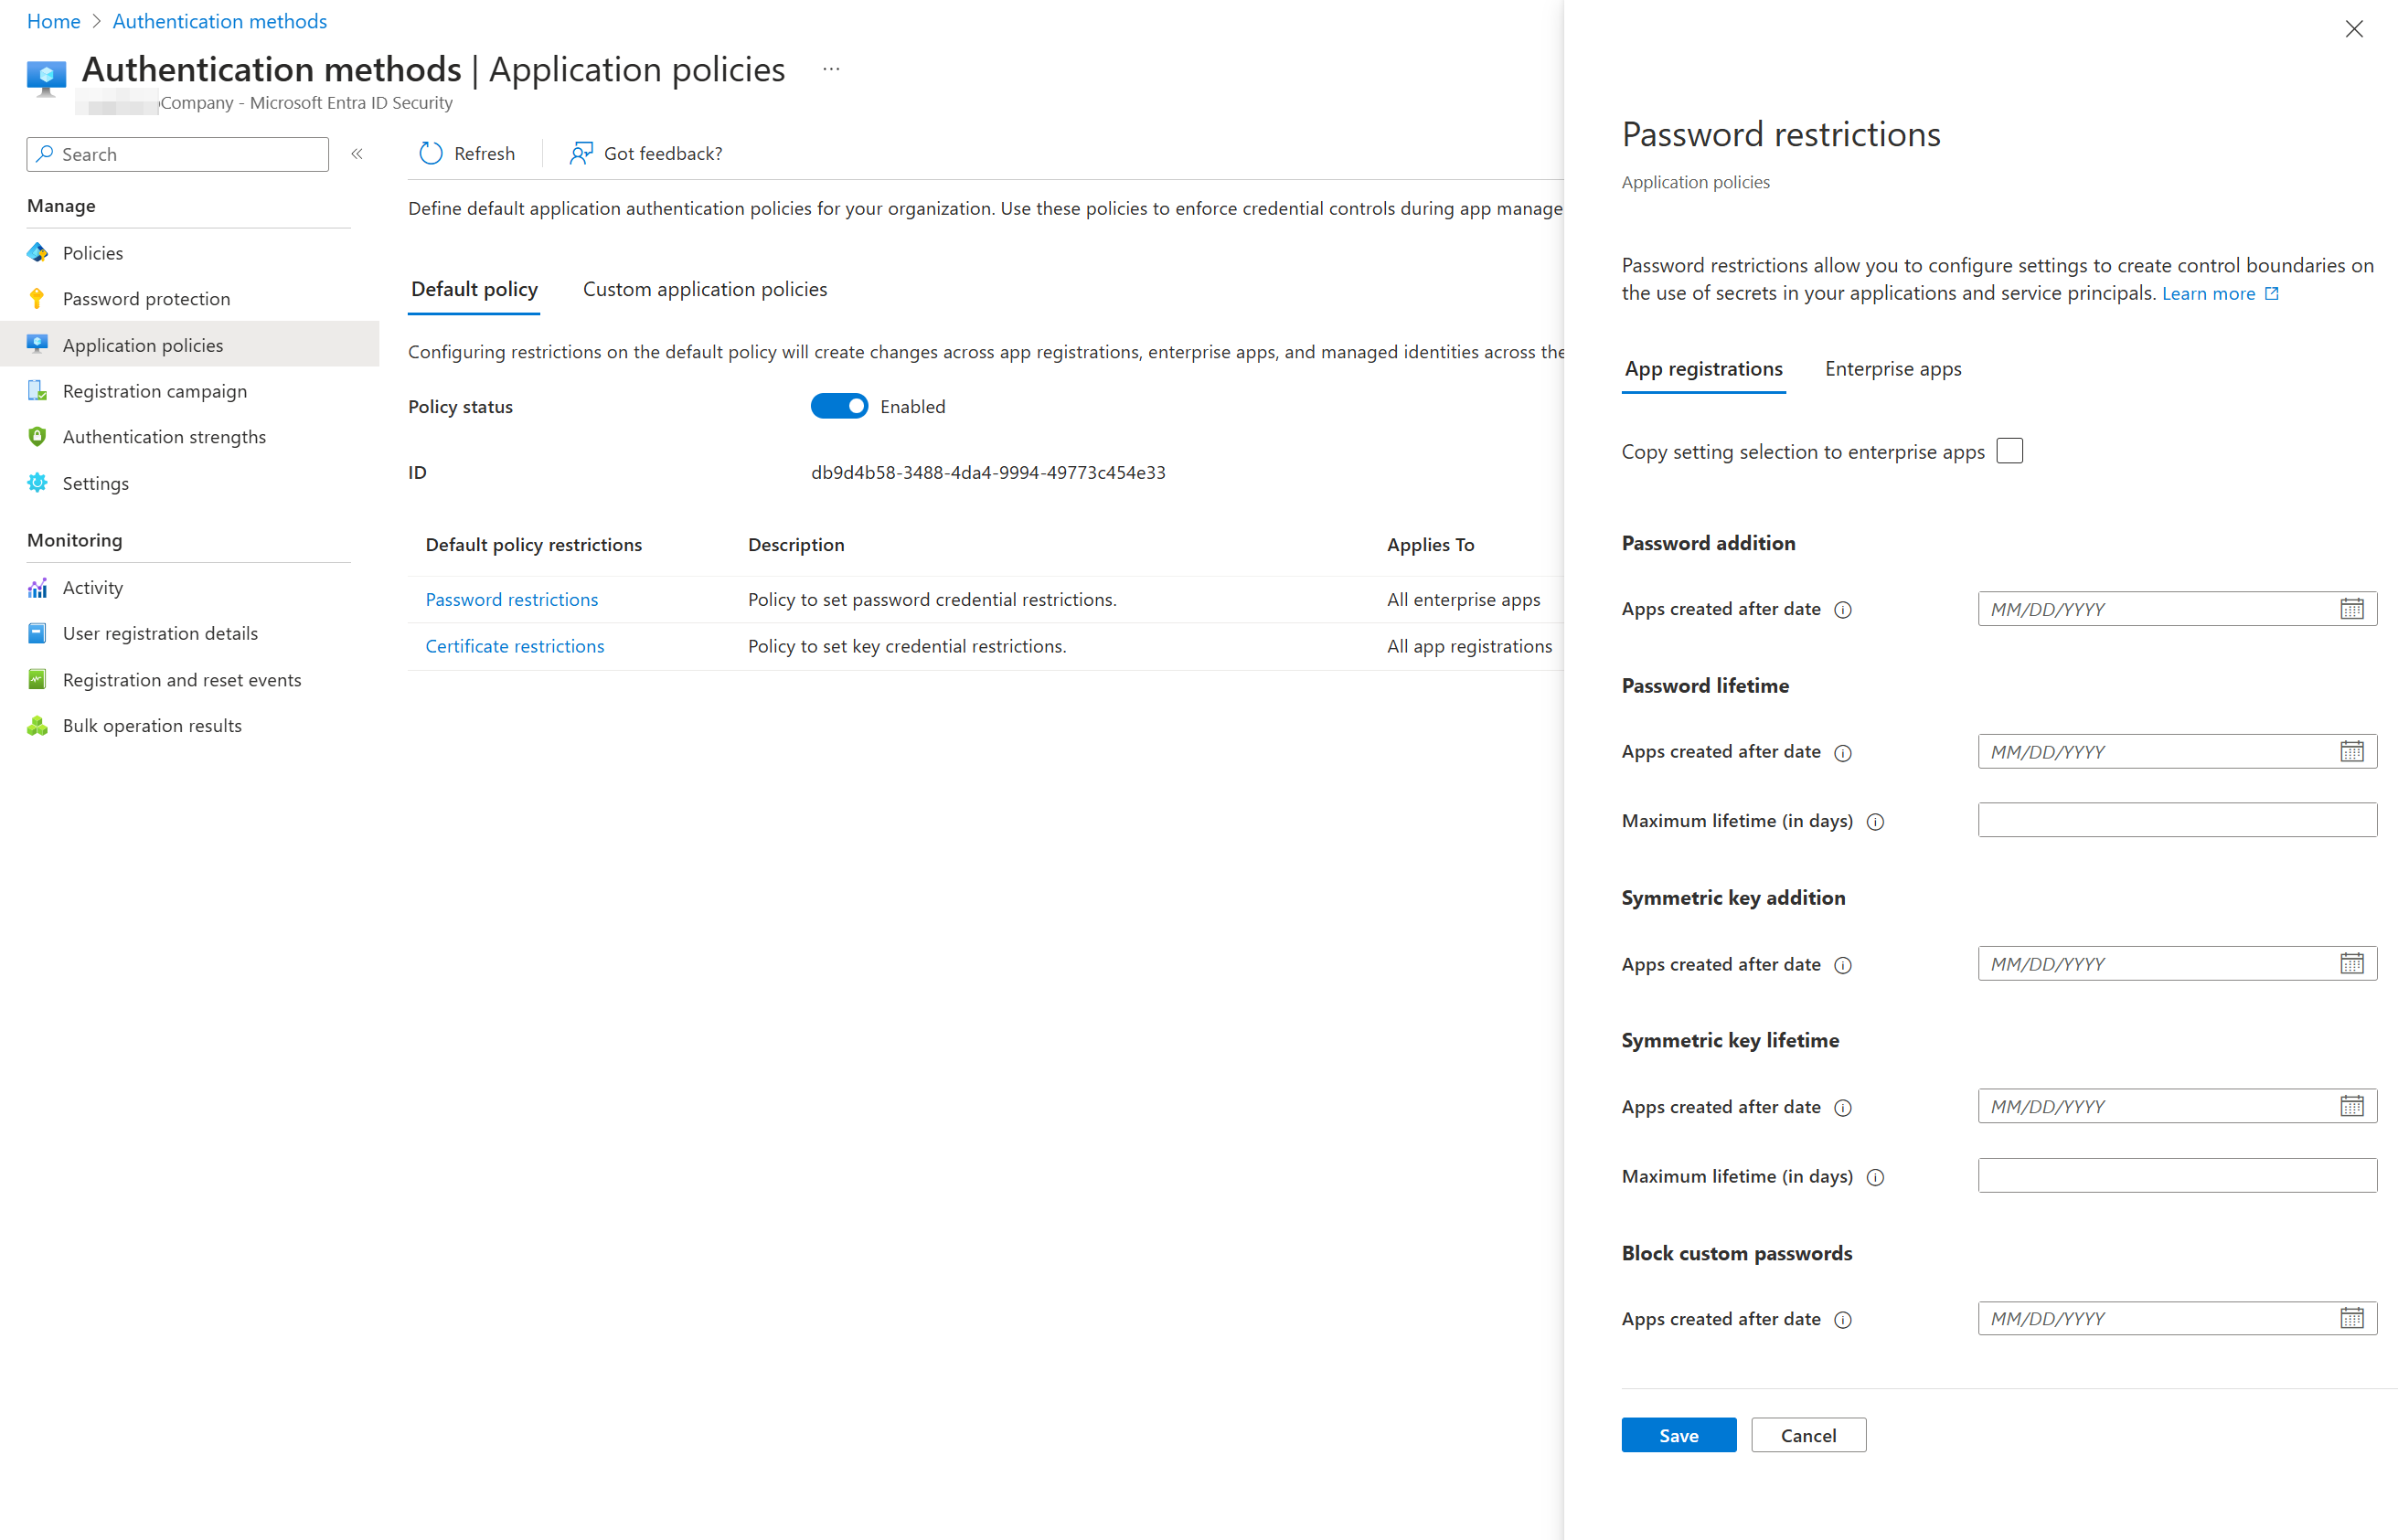 Home > Authentication methods
Authentication methods | Application policies ...
Company - Microsoft Entra ID Security
Search
«
Manage
Policies
Password protection
Application policies
Registration campaign
Authentication strengths
Settings
Monitoring
Activity
User registration details
Registration and reset events
Bulk operation results
Refresh
Got feedback?
Define default application authentication policies for your organization. Use these policies to enforce credential controls during app manage
Default policy
Custom application policies
Configuring restrictions on the default policy will create changes across app registrations, enterprise apps, and managed identities across the
Policy status
Enabled
ID
db9d4b58-3488-4da4-9994-49773c454e33
Default policy restrictions
Description
Applies To
Password restrictions
Policy to set password credential restrictions.
All enterprise apps
Certificate restrictions
Policy to set key credential restrictions.
All app registrations
Password restrictions
Application policies
Password restrictions allow you to configure settings to create control boundaries on
the use of secrets in your applications and service principals. Learn more
App registrations
Enterprise apps
Copy setting selection to enterprise apps
Password addition
Apps created after date
MM/DD/YYYY
Password lifetime
Apps created after date
MM/DD/YYYY
Maximum lifetime (in days)
Symmetric key addition
Apps created after date
MM/DD/YYYY
Symmetric key lifetime
Apps created after date
MM/DD/YYYY
Maximum lifetime (in days)
Block custom passwords
Apps created after date
MM/DD/YYYY
Save
Cancel